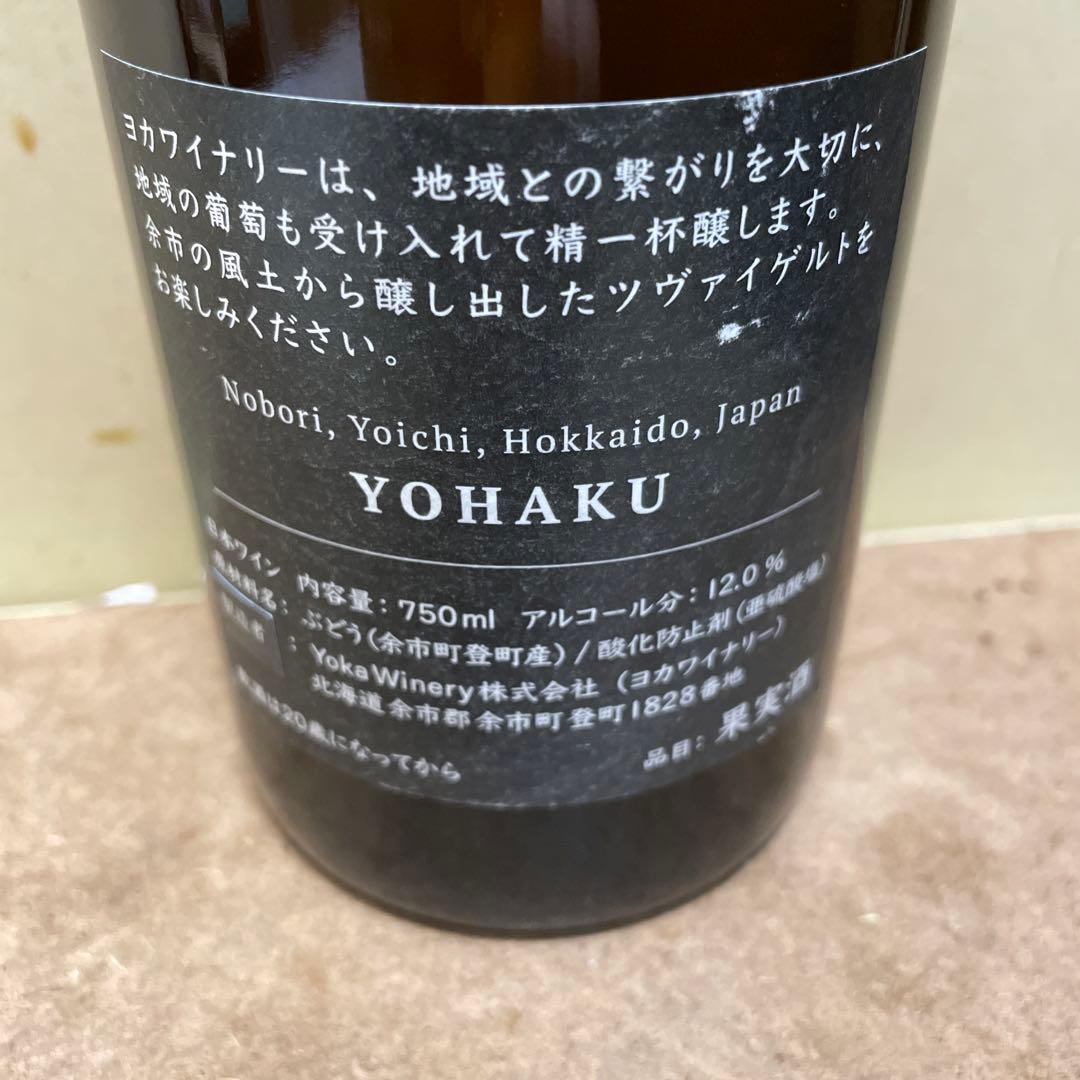 ヨカワイナリーは、地域との繋がりを大切に、
地域の葡萄も受け入れて精一杯醸します。
余市の風土から醸し出したツヴァイゲルトを
お楽しみください。
Nobori, Yoichi, Hokkaido, Japan
YOHAKU
日本ワイン 内容量：750ml アルコール分：12.0%
原材料名：ぶどう(余市町登町産)/酸化防止剤(亜硫酸塩)
製造者：YokaWinery株式会社 (ヨカワイナリー)
北海道余市郡余市町登町1828番地
飲酒は20歳になってから 品目：果実酒